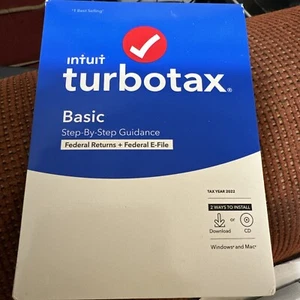 "#1 Best-Selling"
intuit
turbotax®
Basic
Step-By-Step Guidance
Federal Returns + Federal E-File
TAX YEAR 2022
2 WAYS TO INSTALL
or
Download CD
Windows and Mac